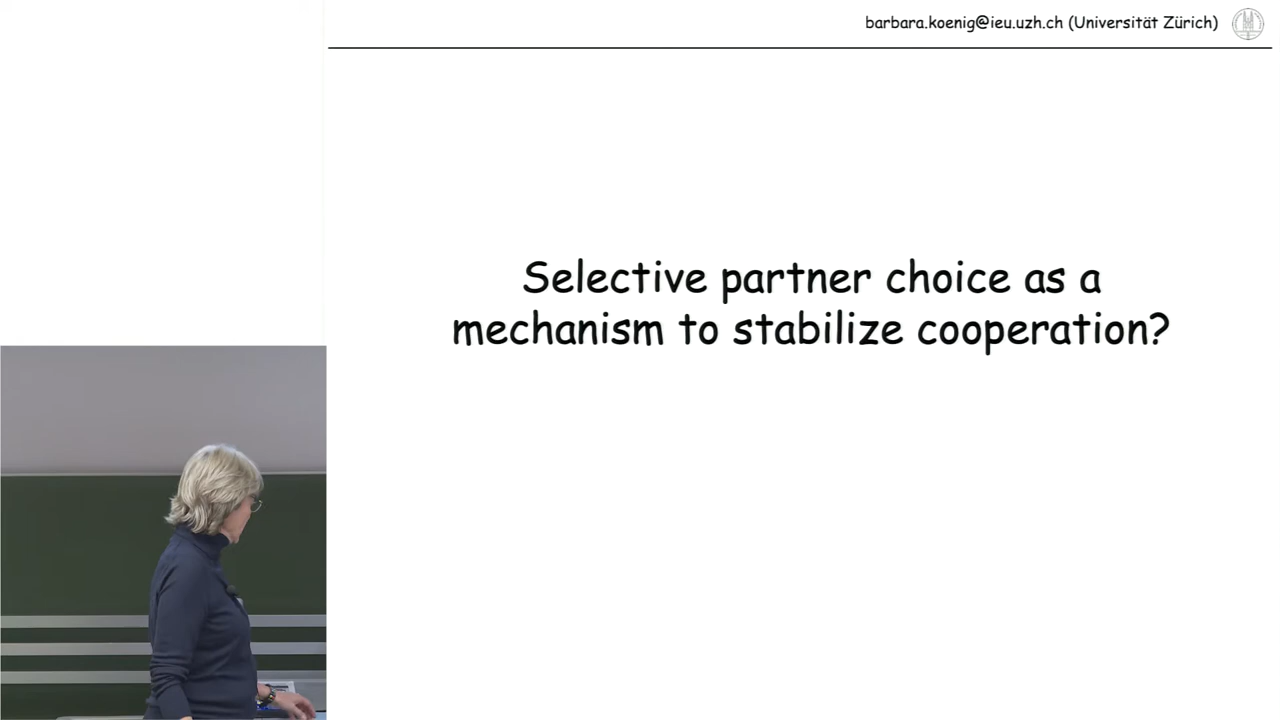 barbara.koenig@ieu.uzh.ch (Universität Zürich)
Selective partner choice as a
mechanism to stabilize cooperation?